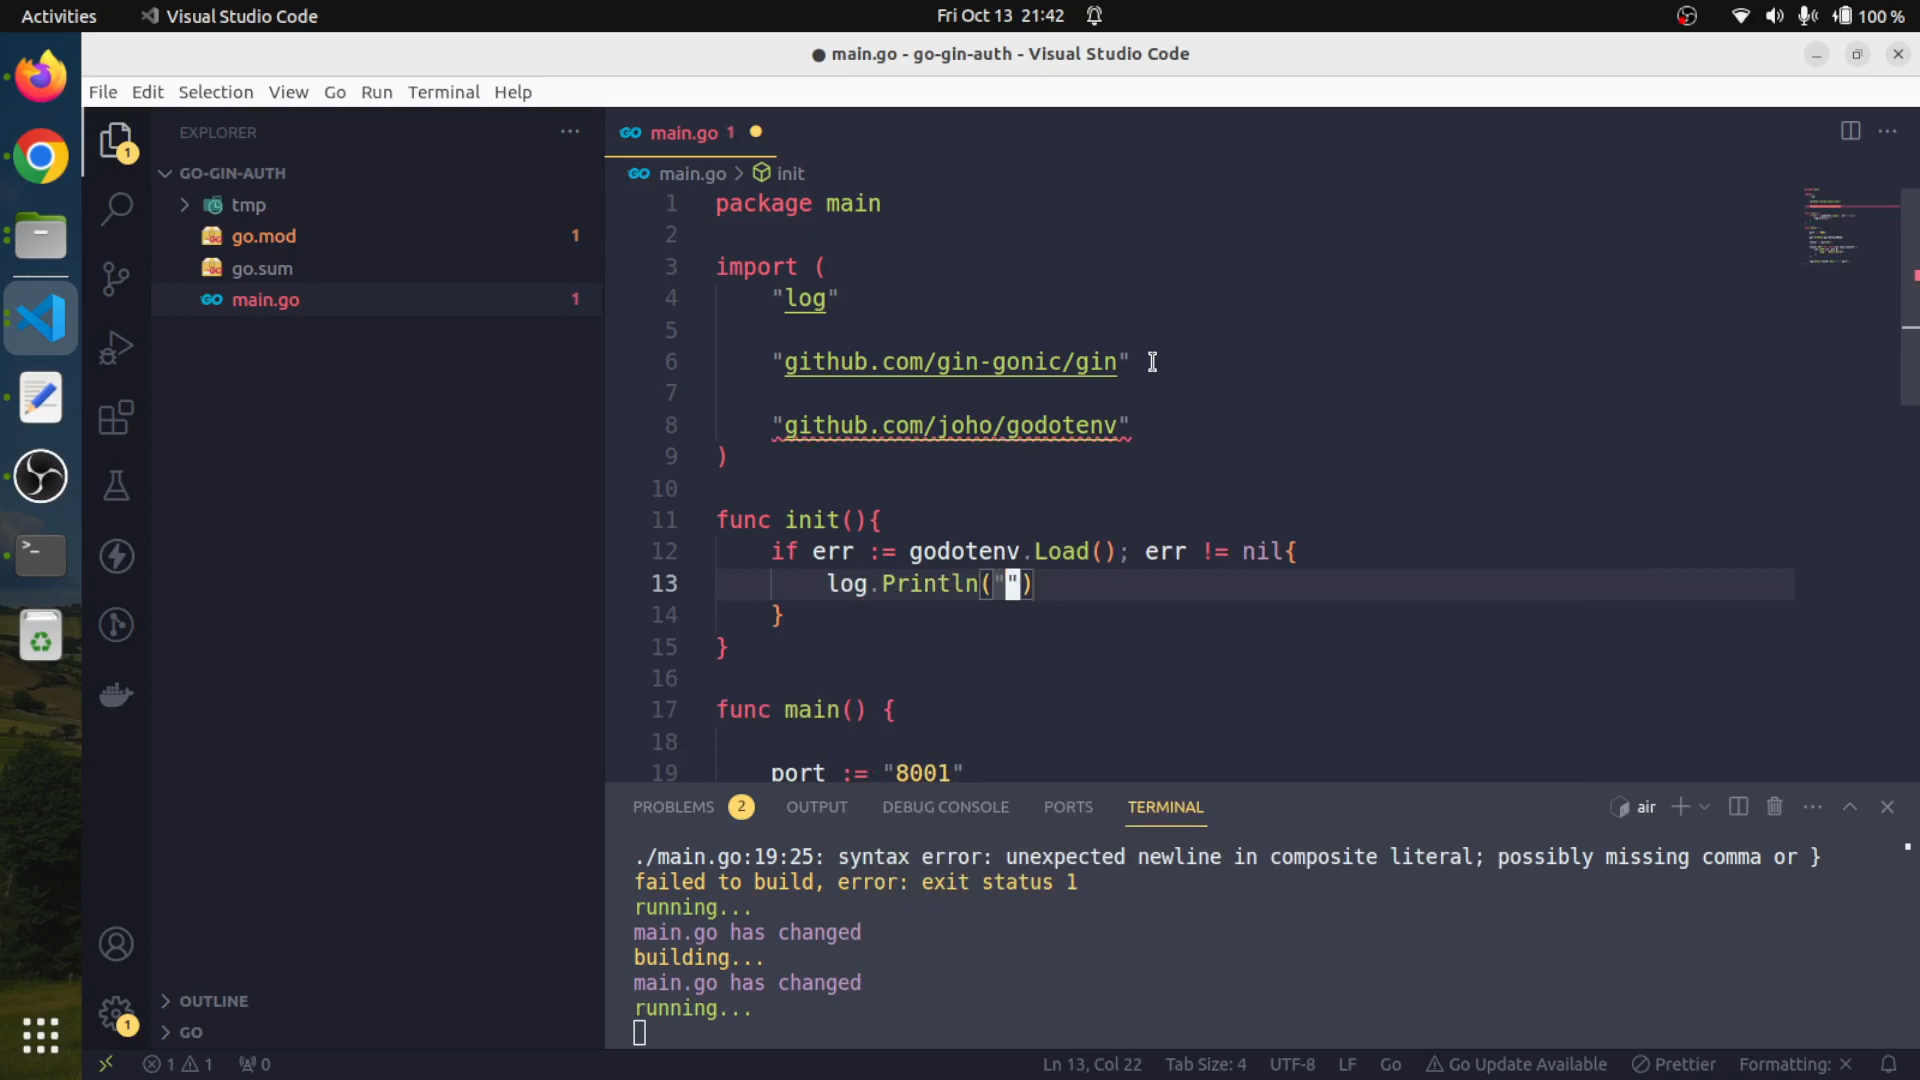 Activities
Visual Studio Code
Fri Oct 13 21:42
100 %
● main.go - go-gin-auth - Visual Studio Code
File Edit Selection View Go Run Terminal Help
EXPLORER
1
GO-GIN-AUTH
tmp
go.mod 1
go.sum
main.go 1
main.go 1
main.go > init
1 package main
2
3 import (
4 "log"
5
6 "github.com/gin-gonic/gin"
7
8 "github.com/joho/godotenv"
9 )
10
11 func init(){
12 if err := godotenv.Load(); err != nil{
13 log.Println("")
14 }
15 }
16
17 func main() {
18
19 port := "8001"
PROBLEMS 2 OUTPUT DEBUG CONSOLE PORTS TERMINAL
air
./main.go:19:25: syntax error: unexpected newline in composite literal; possibly missing comma or }
failed to build, error: exit status 1
running...
main.go has changed
building...
main.go has changed
running...
OUTLINE
GO
1
1 1 0
Ln 13, Col 22 Tab Size: 4 UTF-8 LF Go Go Update Available Prettier Formatting: ×